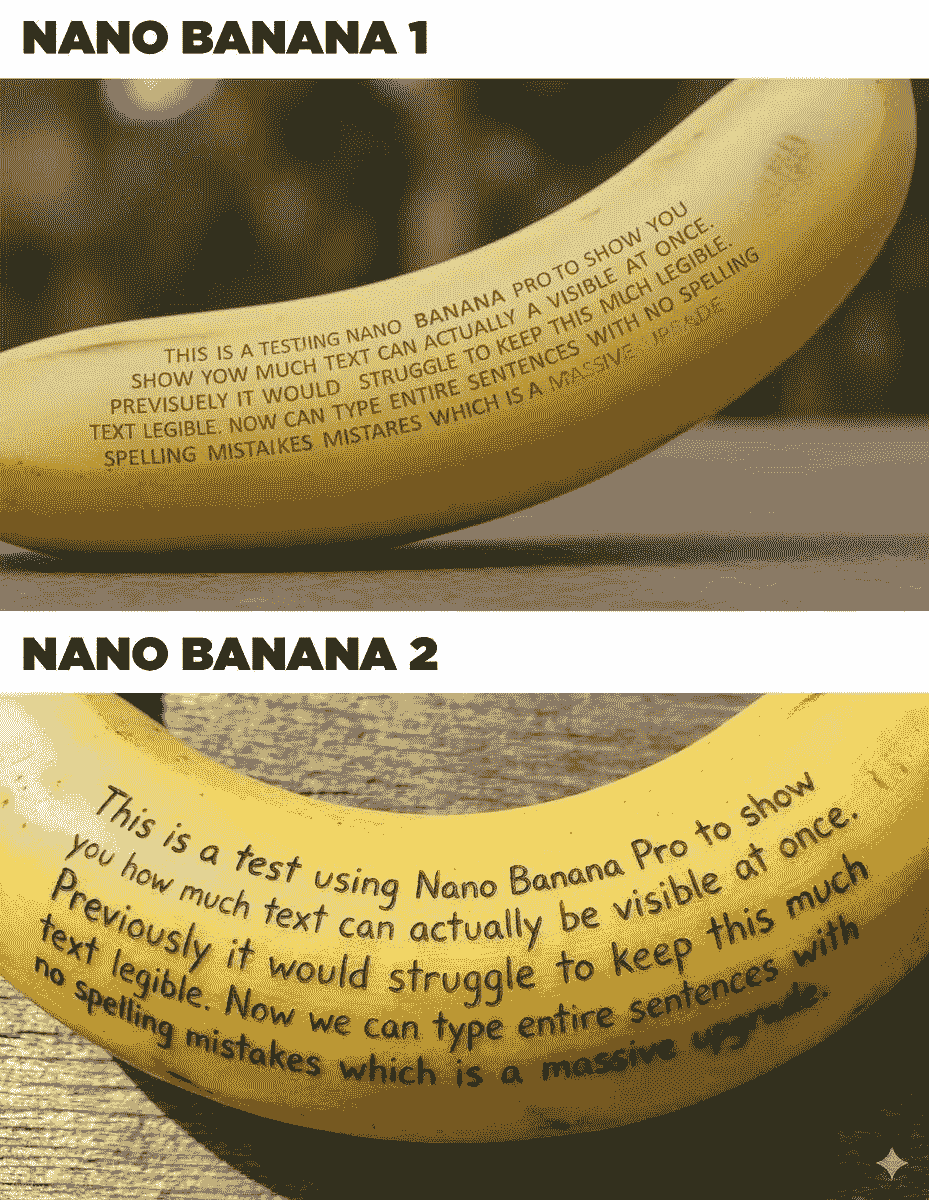 NANO BANANA 1
THIS IS A TESTJING NANO BANANA PRO TO SHOW YOU
SHOW YOW MUCH TEXT CAN ACTUALLY A VISIBLE AT ONCE.
PREVISUELY IT WOULD STRUGGLE TO KEEP THIS MLCH LEGIBLE.
TEXT LEGIBLE. NOW CAN TYPE ENTIRE SENTENCES WITH NO SPELLING
SPELLING MISTAIKES MISTARES WHICH IS A MASSIVE
NANO BANANA 2
This is a test using Nano Banana Pro to show
you how much text can actually be visible at once.
Previously it would struggle to keep this much
text legible. Now we can type entire sentences with
no spelling mistakes which is a massive upgrade.